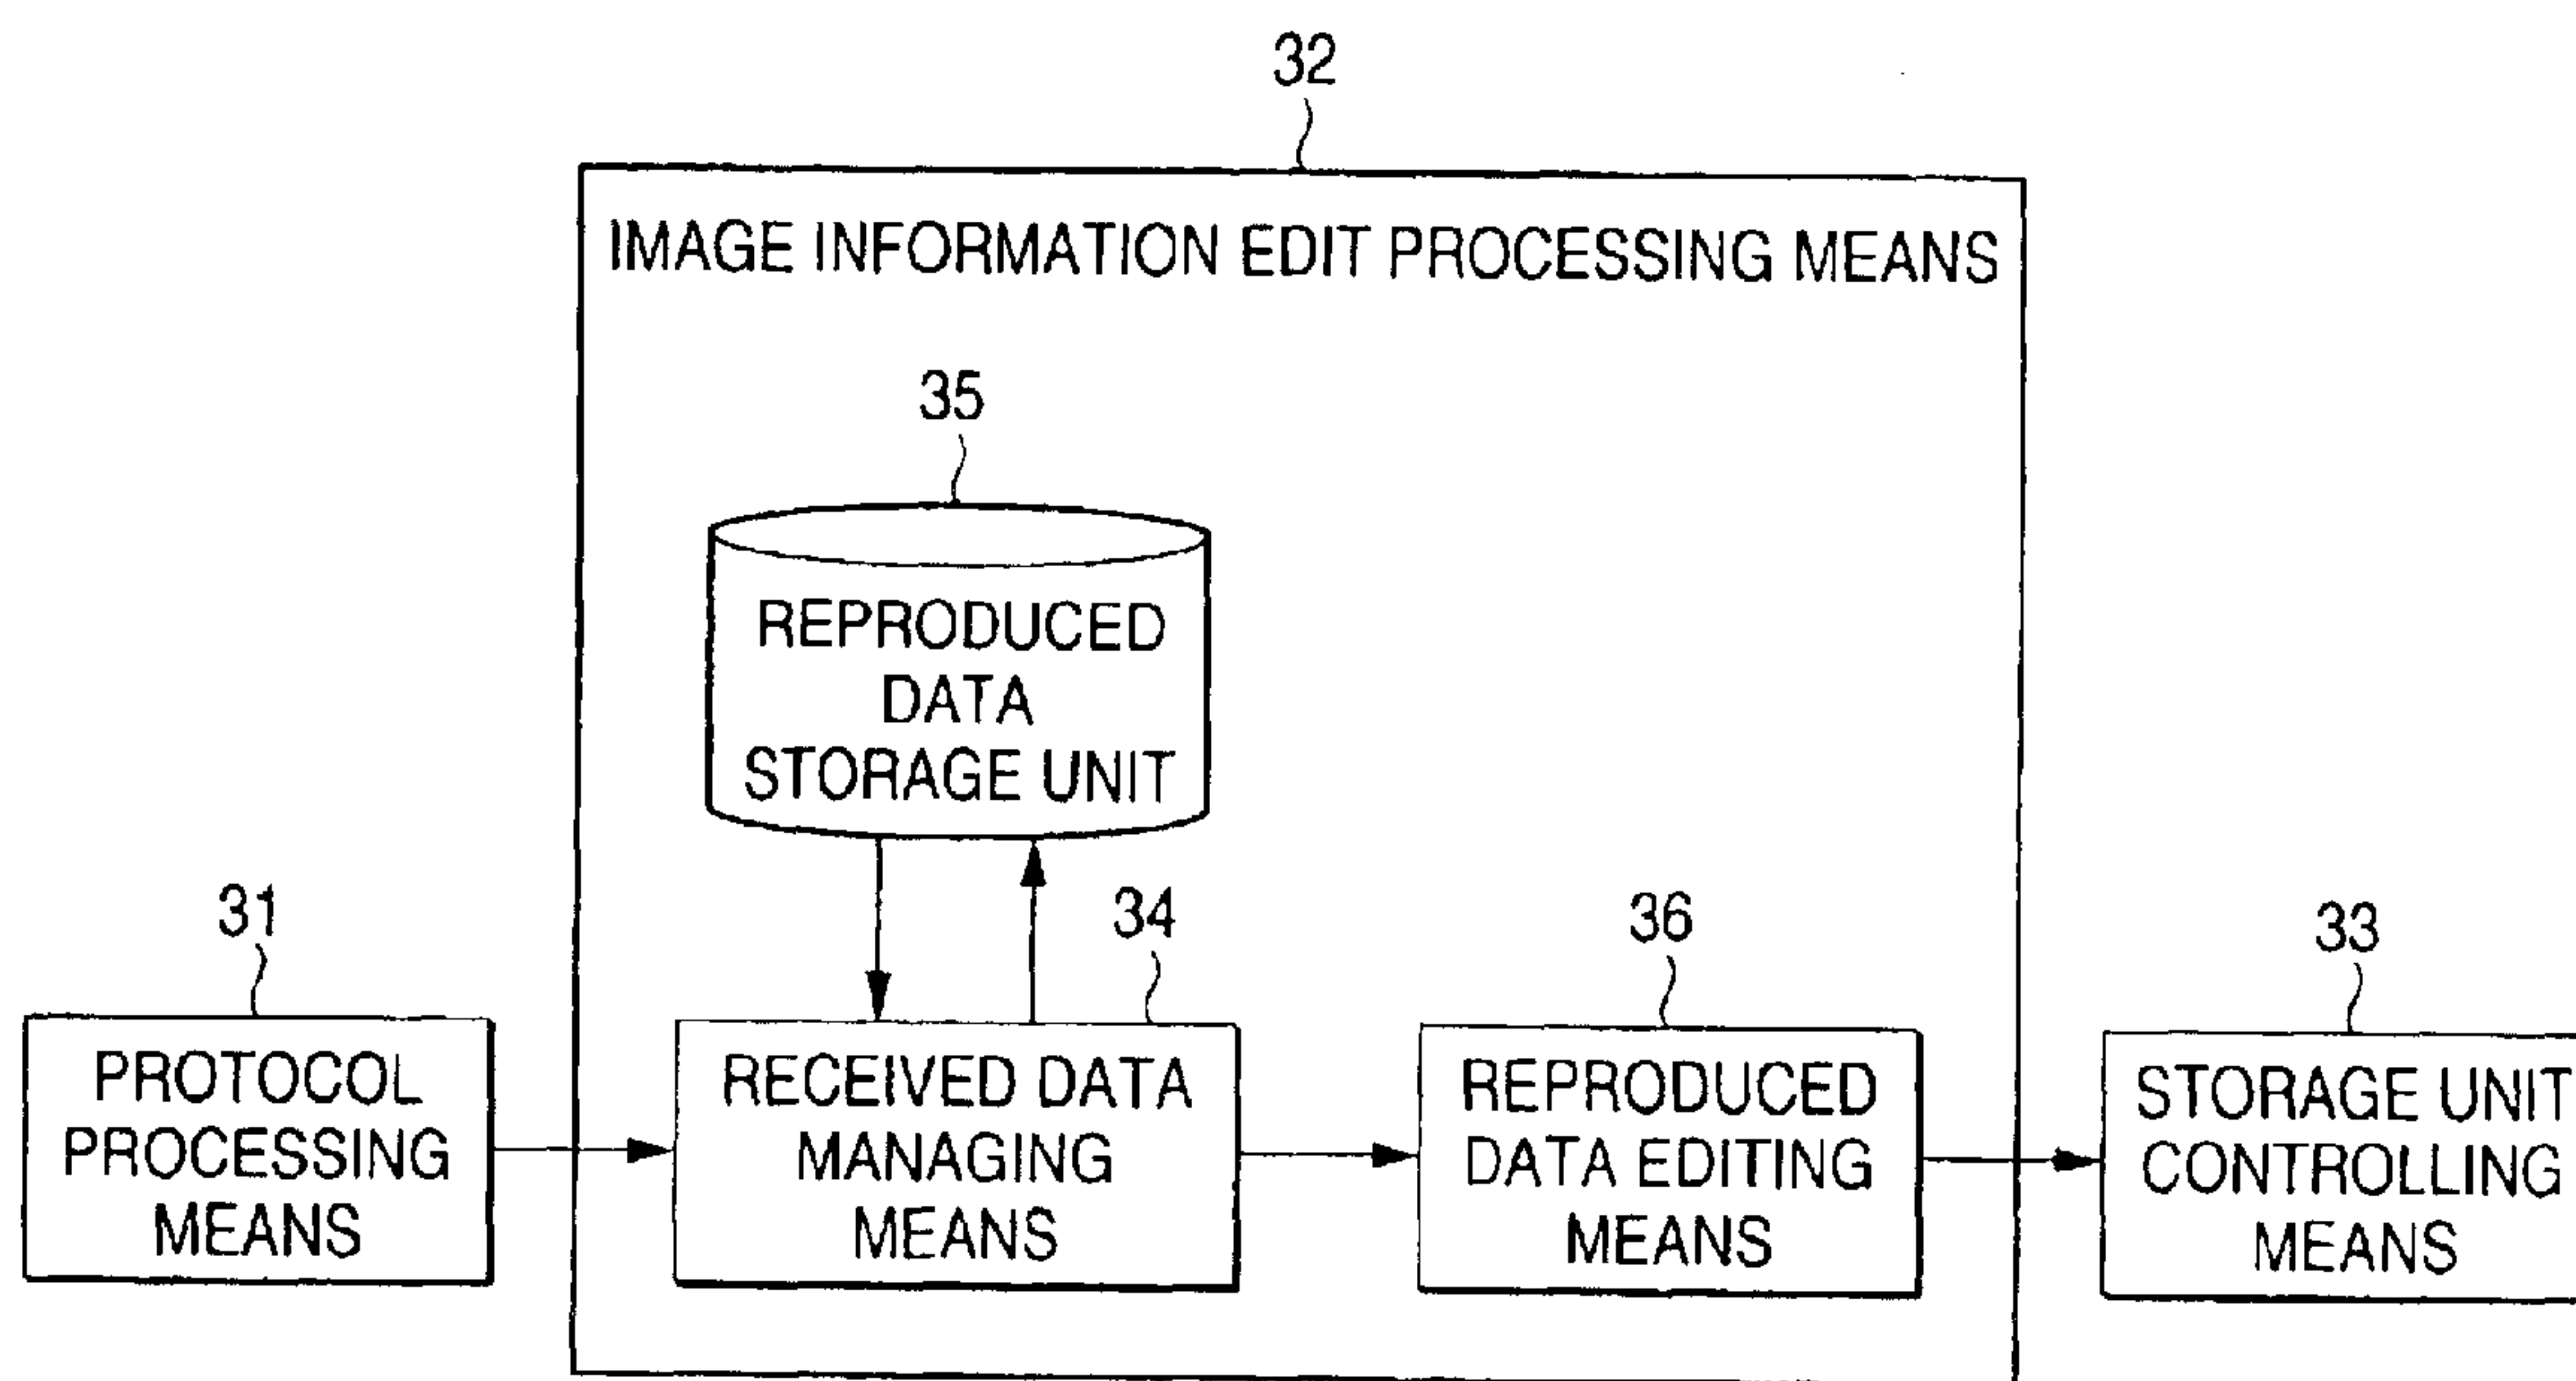 32
IMAGE INFORMATION EDIT PROCESSING MEANS
35
REPRODUCED
DATA
STORAGE UNIT
31
PROTOCOL
PROCESSING
MEANS
34
RECEIVED DATA
MANAGING
MEANS
36
REPRODUCED
DATA EDITING
MEANS
33
STORAGE UNIT
CONTROLLING
MEANS